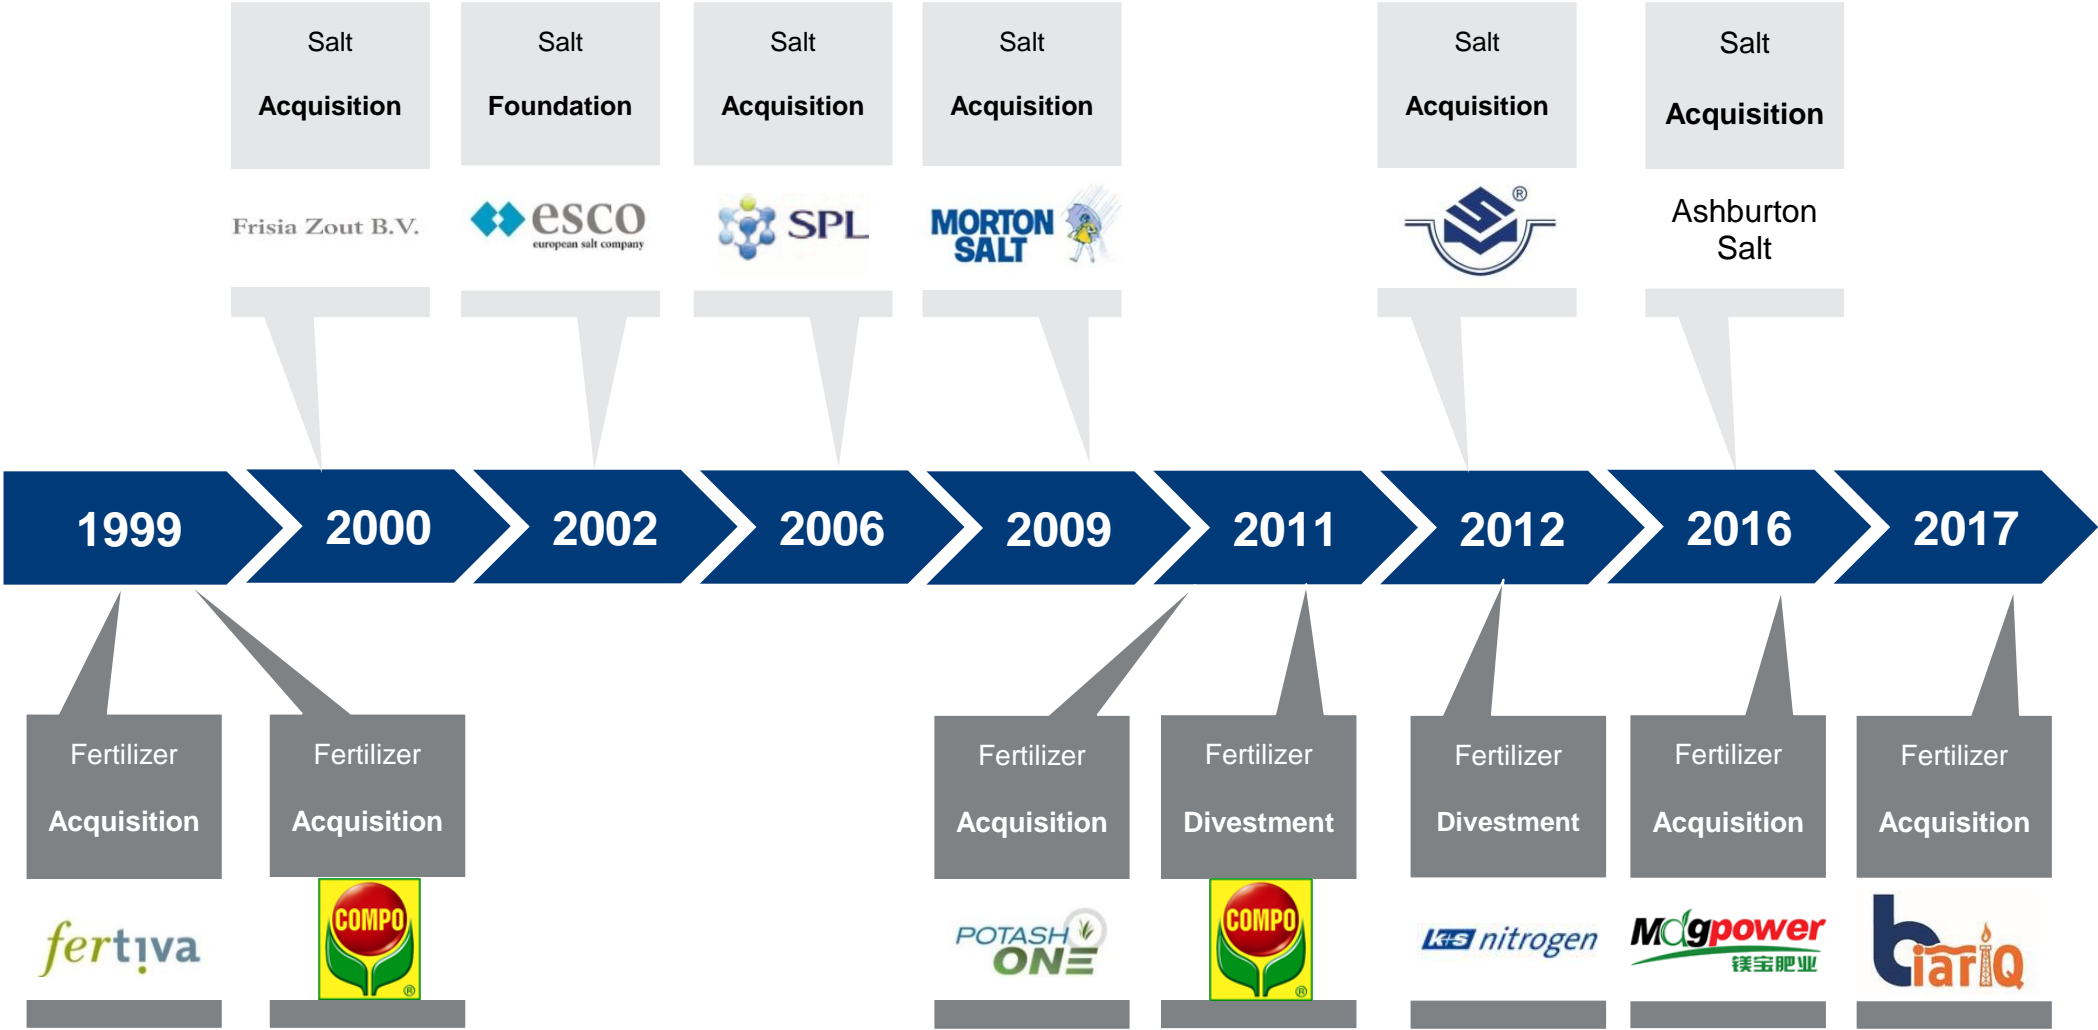 Salt
Acquisition
Frisia Zout B.V.
Salt
Foundation
esco
european salt company
Salt
Acquisition
SPL
Salt
Acquisition
MORTON
SALT
Salt
Acquisition
®
Salt
Acquisition
Ashburton
Salt
1999
2000
2002
2006
2009
2011
2012
2016
2017
Fertilizer
Acquisition
fertiva
Fertilizer
Acquisition
COMPO
®
Fertilizer
Acquisition
POTASH
ONE
Fertilizer
Divestment
COMPO
®
Fertilizer
Divestment
K+S nitrogen
Fertilizer
Acquisition
Mdgpower
镁宝肥业
Fertilizer
Acquisition
biariQ